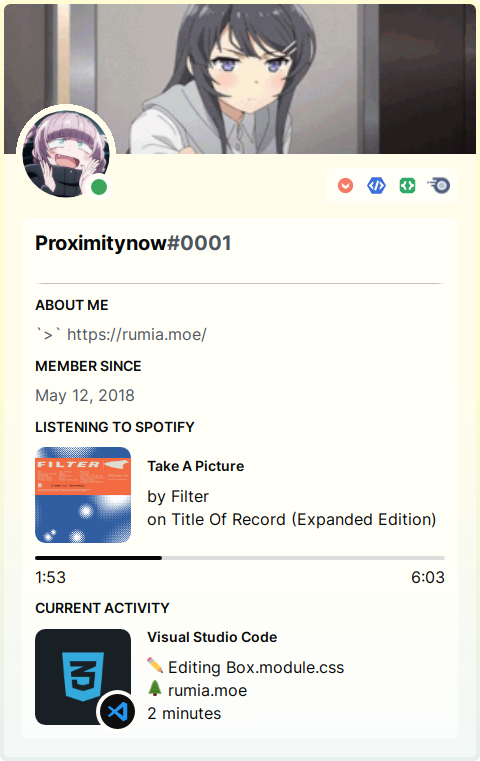 Proximitynow#0001
ABOUT ME
`>` https://rumia.moe/
MEMBER SINCE
May 12, 2018
LISTENING TO SPOTIFY
FILTER
Take A Picture
by Filter
on Title Of Record (Expanded Edition)
1:53
6:03
CURRENT ACTIVITY
Visual Studio Code
Editing Box.module.css
rumia.moe
2 minutes